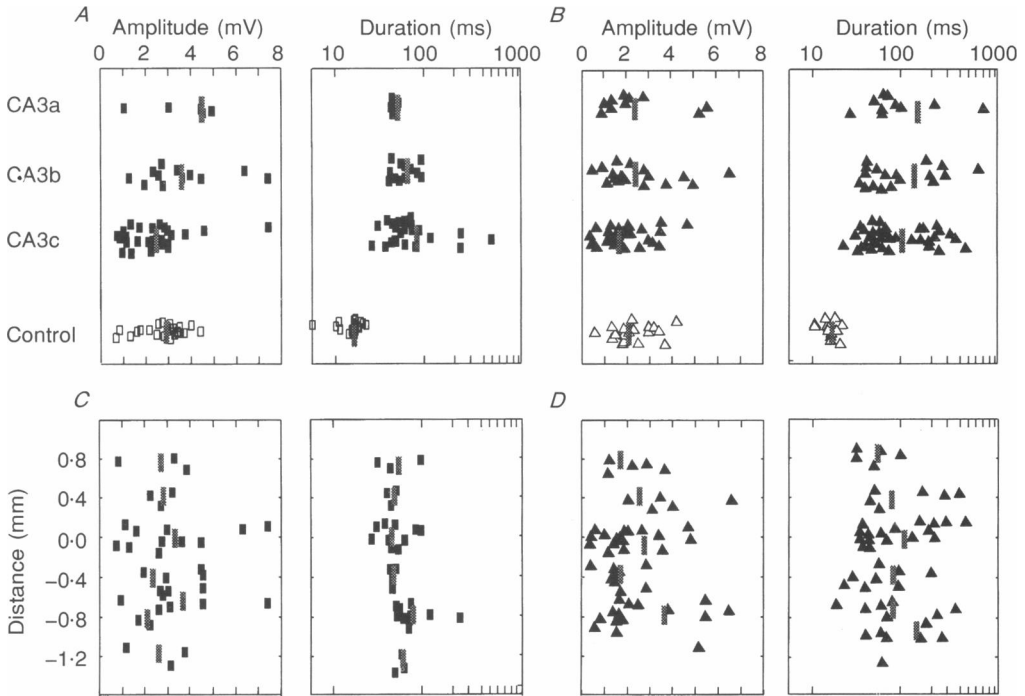 A B
Amplitude (mV) Duration (ms) Amplitude (mV) Duration (ms)
0 2 4 6 8 10 100 1000 0 2 4 6 8 10 100 1000
CA3a
CA3b
CA3c
Control
C D
Distance (mm)
0·8
0·4
0·0
−0·4
−0·8
−1·2